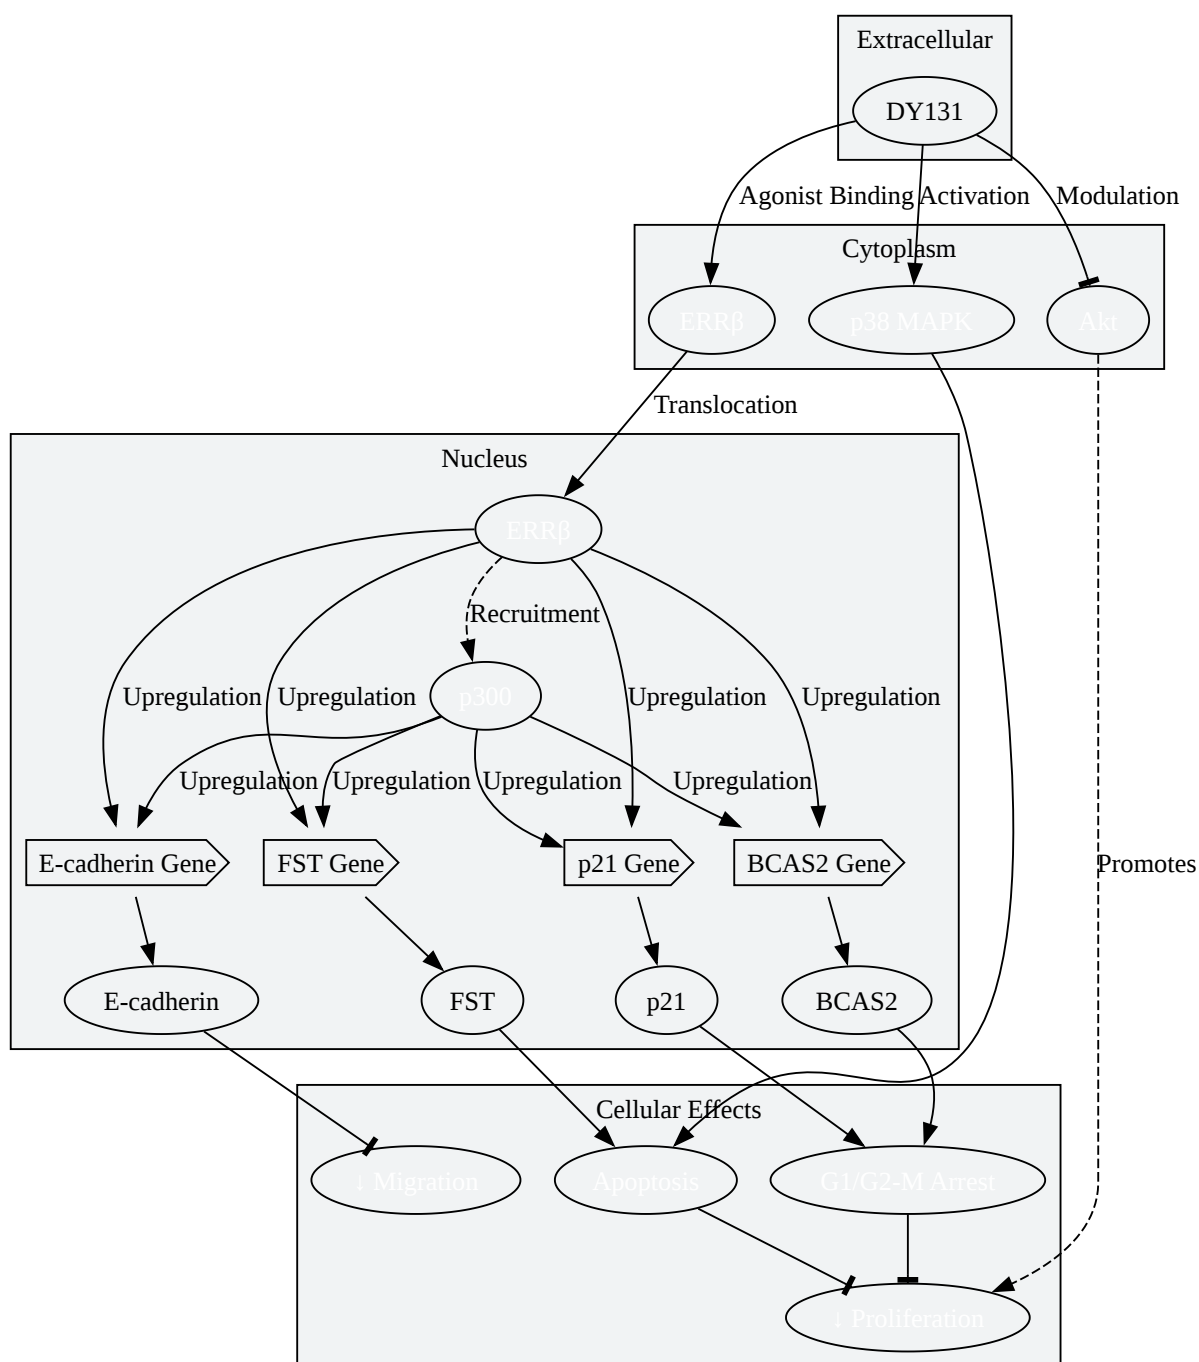 Extracellular
DY131
Agonist Binding
Activation
Modulation
Cytoplasm
ERRβ
p38 MAPK
Akt
Translocation
Nucleus
ERRβ
Recruitment
Upregulation
Upregulation
p300
Upregulation
Upregulation
Upregulation
Upregulation
Upregulation
Upregulation
E-cadherin Gene
FST Gene
p21 Gene
BCAS2 Gene
Promotes
E-cadherin
FST
p21
BCAS2
Cellular Effects
↓ Migration
Apoptosis
G1/G2-M Arrest
↓ Proliferation